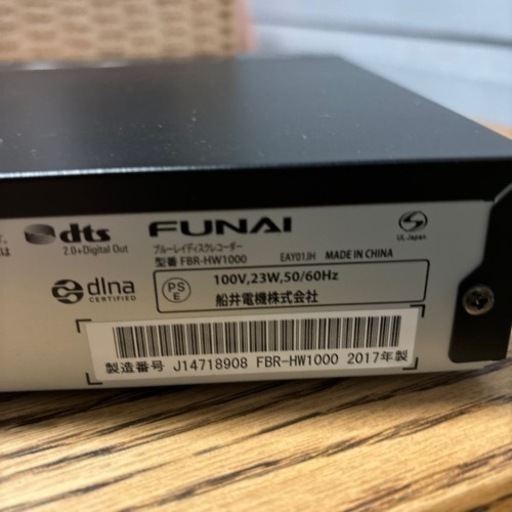 す。
は
dts
2.0+Digital Out
FUNAI
ブルーレイディスクレコーダー
型番 FBR-HW1000
EAY01JH MADE IN CHINA
UL Japan
dlna
CERTIFIED
PS
E
100V,23W,50/60Hz
船井電機株式会社
製造番号 J14718908 FBR-HW1000 2017年製